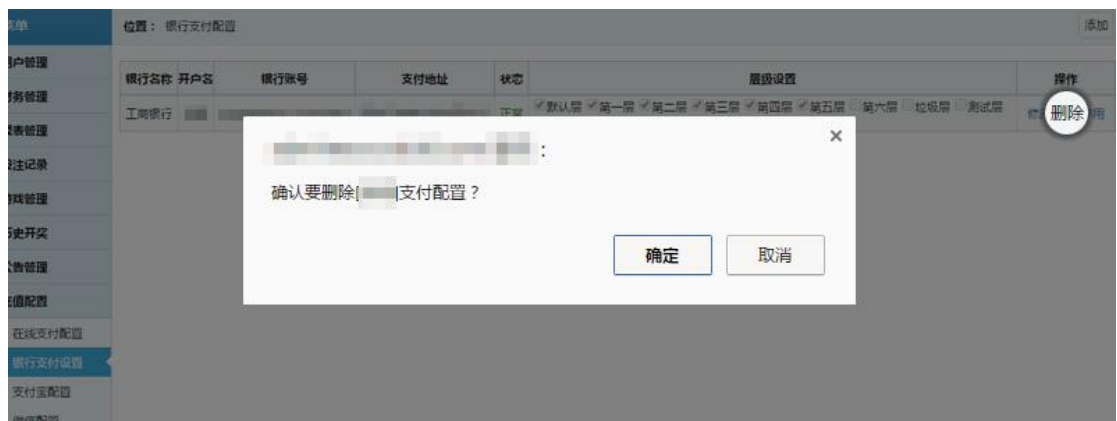 位置： 银行支付配置
添加
银行名称 开户名 银行账号 支付地址 状态 层级设置 操作
工商银行 正常 默认层 第一层 第二层 第三层 第四层 第五层 第六层 垃圾层 测试层 删除
：
×
确认要删除[ ]支付配置？
确定 取消
菜单
户管理
务管理
表管理
注记录
戏管理
史开奖
告管理
值配置
在线支付配置
银行支付设置
支付宝配置